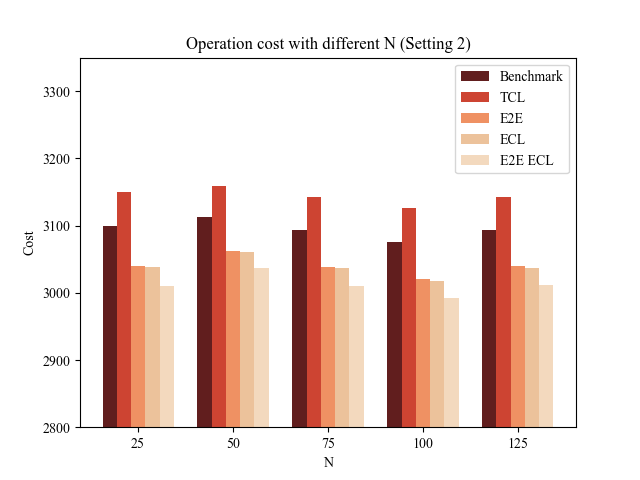 Operation cost with different N (Setting 2)
Benchmark
TCL
E2E
ECL
E2E ECL
Cost
3300
3200
3100
3000
2900
2800
25 50 75 100 125
N